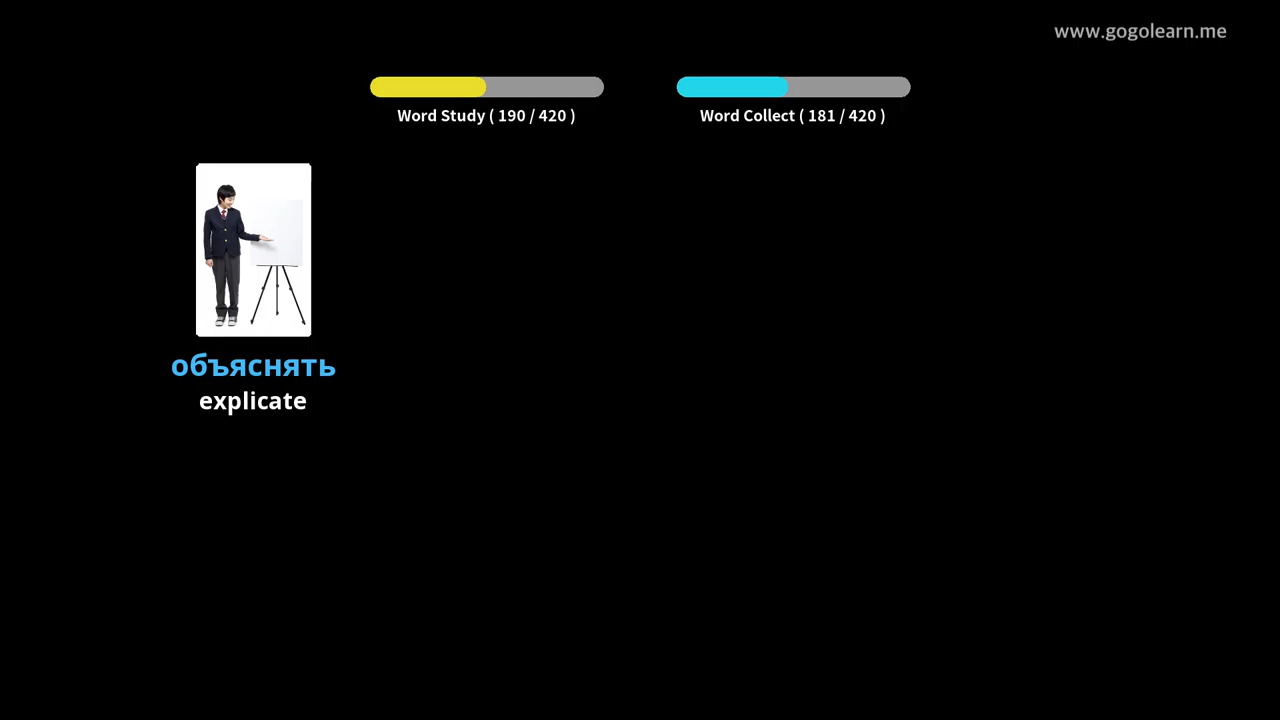 www.gogolearn.me
Word Study ( 190 / 420 )
Word Collect ( 181 / 420 )
объяснять
explicate